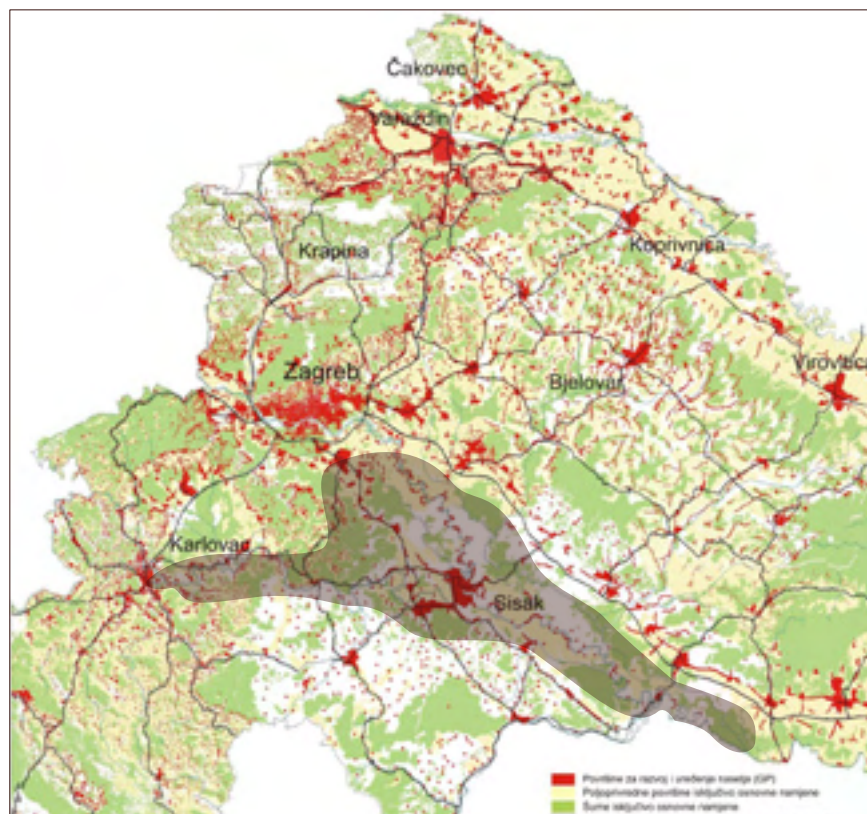 Čakovec
Varaždin
Krapina
Koprivnica
Zagreb
Bjelovar
Virovitica
Karlovac
Sisak
Površine za razvoj i uređenje naselja (GP)
Poljoprivredne površine isključivo osnovne namjene
Šume isključivo osnovne namjene